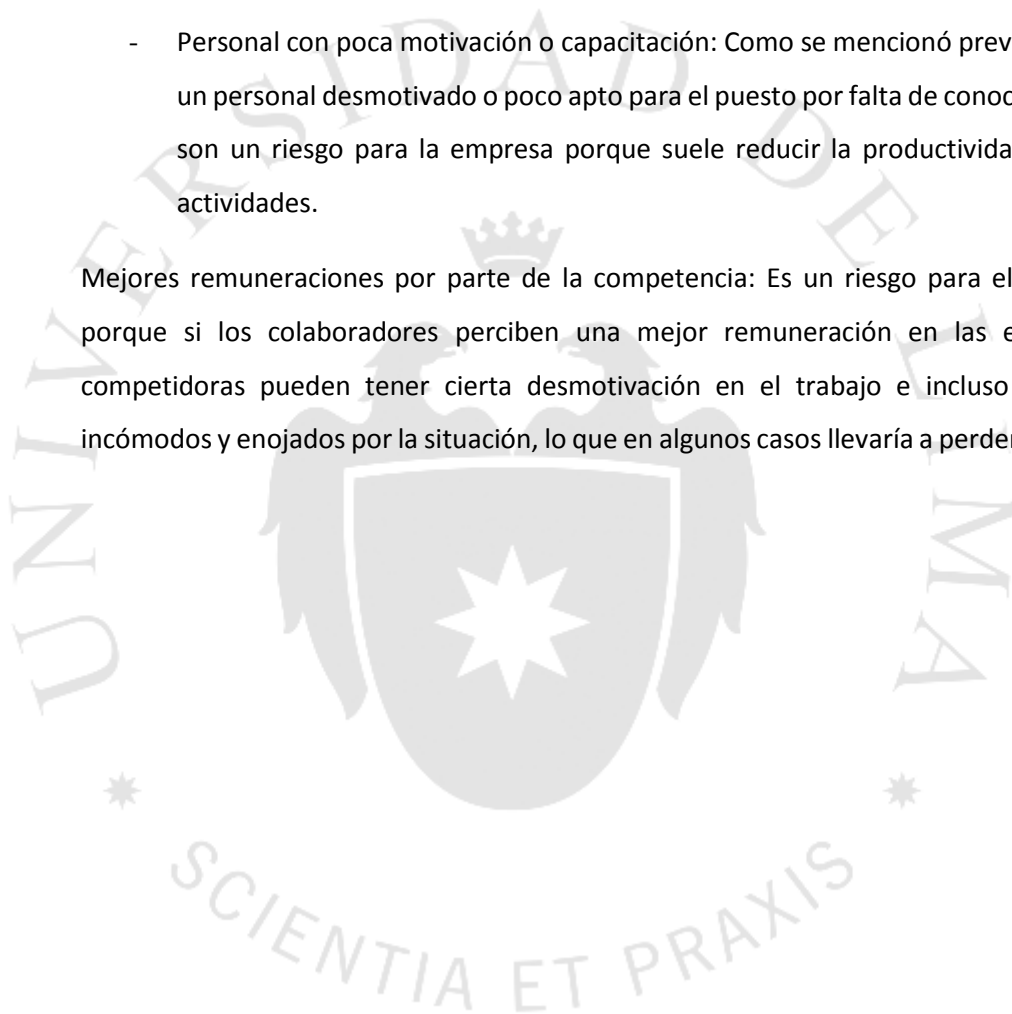 - Personal con poca motivación o capacitación: Como se mencionó prev
un personal desmotivado o poco apto para el puesto por falta de conoc
son un riesgo para la empresa porque suele reducir la productivida
actividades.
Mejores remuneraciones por parte de la competencia: Es un riesgo para el
porque si los colaboradores perciben una mejor remuneración en las e
competidoras pueden tener cierta desmotivación en el trabajo e incluso
incómodos y enojados por la situación, lo que en algunos casos llevaría a perder
UNIVERSIDAD DE LIMA
SCIENTIA ET PRAXIS